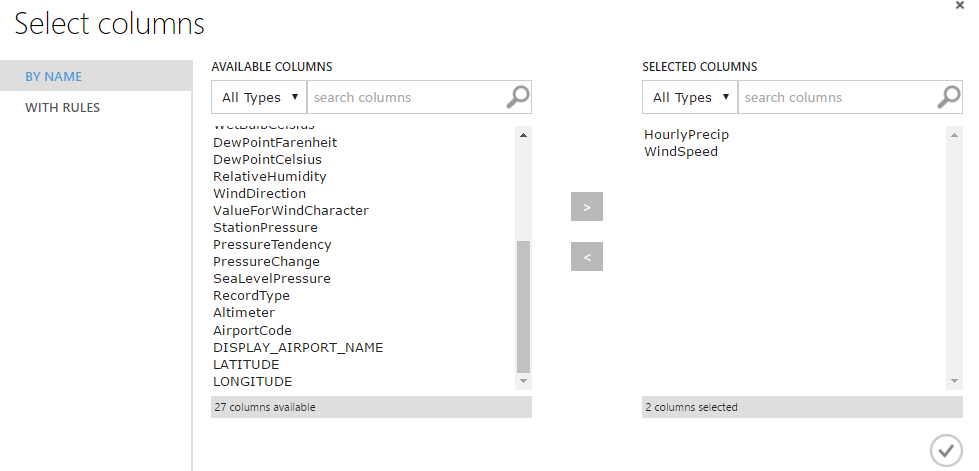 Select columns
BY NAME
WITH RULES
AVAILABLE COLUMNS
All Types
search columns
WetBulbCelsius
DewPointFarenheit
DewPointCelsius
RelativeHumidity
WindDirection
ValueForWindCharacter
StationPressure
PressureTendency
PressureChange
SeaLevelPressure
RecordType
Altimeter
AirportCode
DISPLAY_AIRPORT_NAME
LATITUDE
LONGITUDE
27 columns available
>
<
SELECTED COLUMNS
All Types
search columns
HourlyPrecip
WindSpeed
2 columns selected